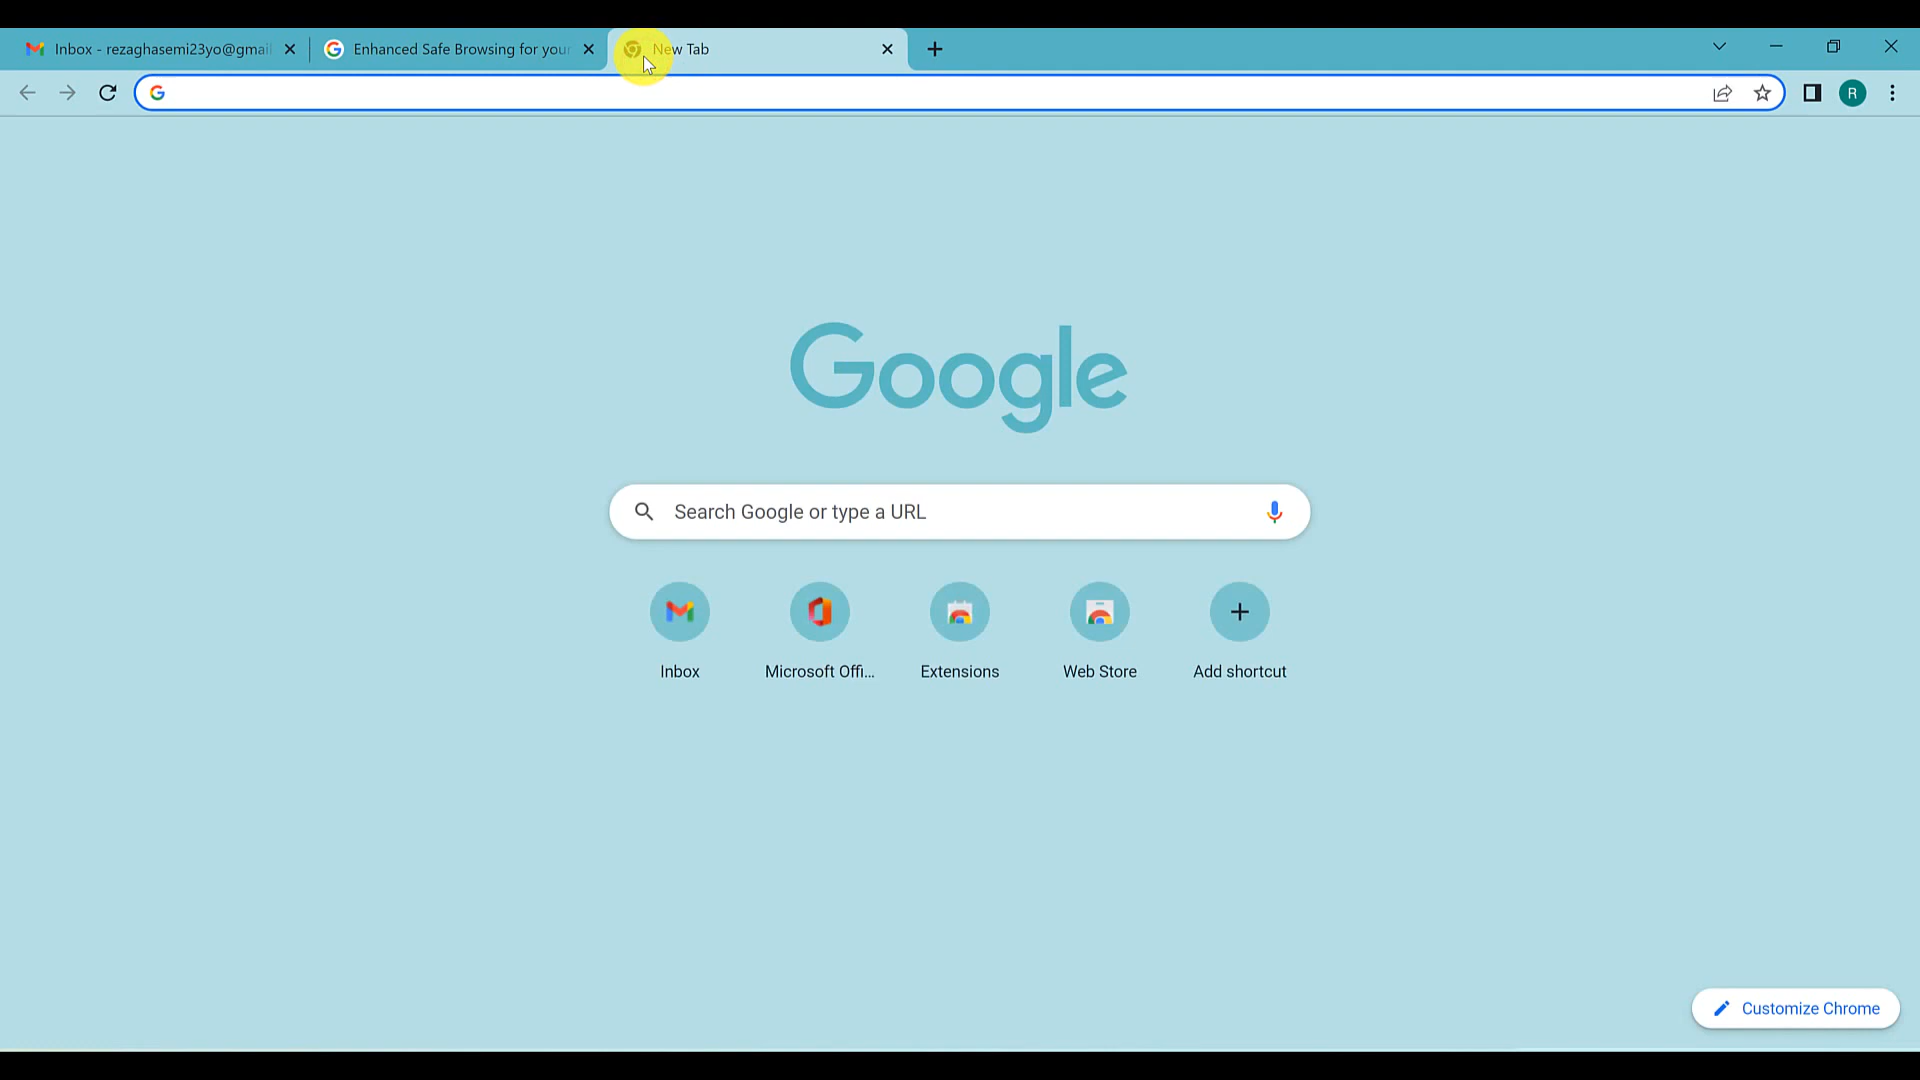 Inbox - rezaghasemi23yo@gmai
Enhanced Safe Browsing for your
New Tab
Google
Search Google or type a URL
Inbox
Microsoft Offi...
Extensions
Web Store
Add shortcut
R
Customize Chrome